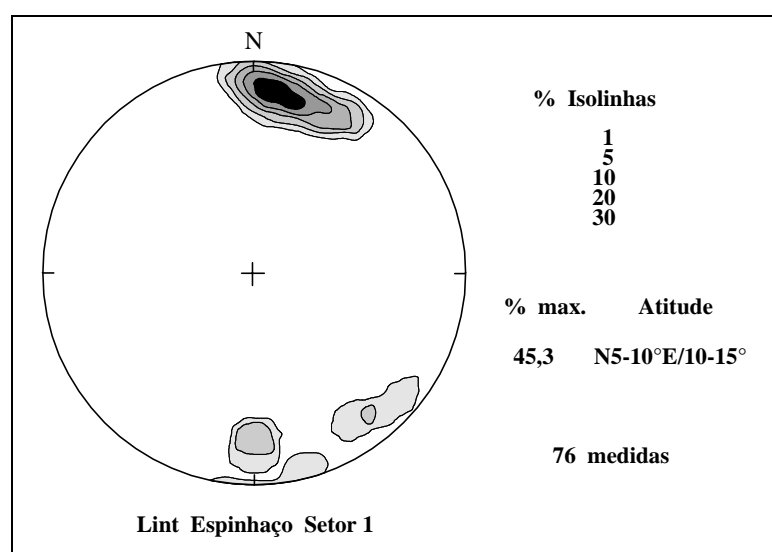 N
% Isolinhas
1
5
10
20
30
% max. Atitude
45,3 N5-10°E/10-15°
76 medidas
Lint Espinhaço Setor 1